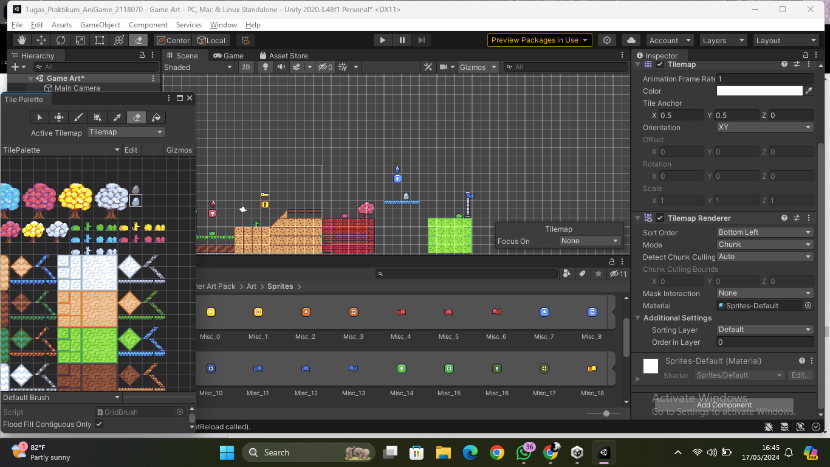 Tugas_Praktikum_AniGame_2118070 - Game Art - PC, Mac & Linux Standalone - Unity 2020.3.48f1 Personal* <DX11>
File Edit Assets GameObject Component Services Window Help
Center Local
Preview Packages in Use
Account
Layers
Layout
Hierarchy
All
Game Art*
Main Camera
Scene
Game
Asset Store
Shaded
2D
0
Gizmos
All
Tile Palette
Active Tilemap Tilemap
TilePalette
Edit
Gizmos
Default Brush
Script
GridBrush
Flood Fill Contiguous Only
Tilemap
Focus On None
ner Art Pack > Art > Sprites
11
Misc_0 Misc_1 Misc_2 Misc_3 Misc_4 Misc_5 Misc_6 Misc_7 Misc_8
Misc_10 Misc_11 Misc_12 Misc_13 Misc_14 Misc_15 Misc_16 Misc_17 Misc_18
otReload called).
Inspector
Tilemap
Animation Frame Rate 1
Color
Tile Anchor
X 0.5 Y 0.5 Z 0
Orientation XY
Offset
X 0 Y 0 Z 0
Rotation
X 0 Y 0 Z 0
Scale
X 1 Y 1 Z 1
Tilemap Renderer
Sort Order Bottom Left
Mode Chunk
Detect Chunk Culling Auto
Chunk Culling Bounds
X 0 Y 0 Z 0
Mask Interaction None
Material Sprites-Default
Additional Settings
Sorting Layer Default
Order in Layer 0
Sprites-Default (Material)
Shader Sprites/Default Edit...
Add Component
Activate Windows
Go to Settings to activate Windows.
82°F
Partly sunny
Search
36
16:45
17/05/2024